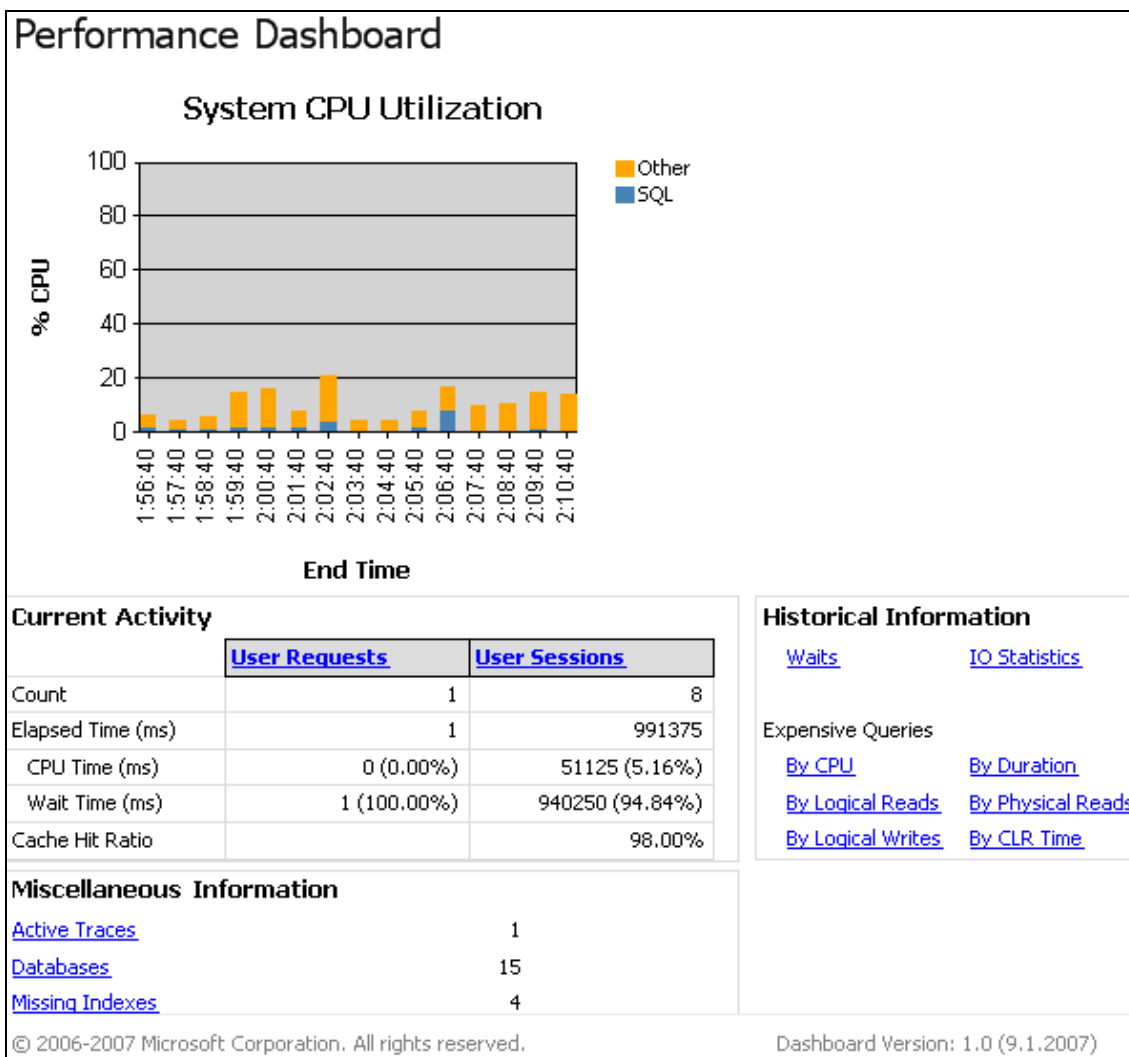 Performance Dashboard
System CPU Utilization
100
80
60
40
20
0
% CPU
Other
SQL
1:56:40
1:57:40
1:58:40
1:59:40
2:00:40
2:01:40
2:02:40
2:03:40
2:04:40
2:05:40
2:06:40
2:07:40
2:08:40
2:09:40
2:10:40
End Time
Current Activity
User Requests User Sessions
Count 1 8
Elapsed Time (ms) 1 991375
CPU Time (ms) 0 (0.00%) 51125 (5.16%)
Wait Time (ms) 1 (100.00%) 940250 (94.84%)
Cache Hit Ratio 98.00%
Historical Information
Waits IO Statistics
Expensive Queries
By CPU By Duration
By Logical Reads By Physical Reads
By Logical Writes By CLR Time
Miscellaneous Information
Active Traces 1
Databases 15
Missing Indexes 4
© 2006-2007 Microsoft Corporation. All rights reserved. Dashboard Version: 1.0 (9.1.2007)